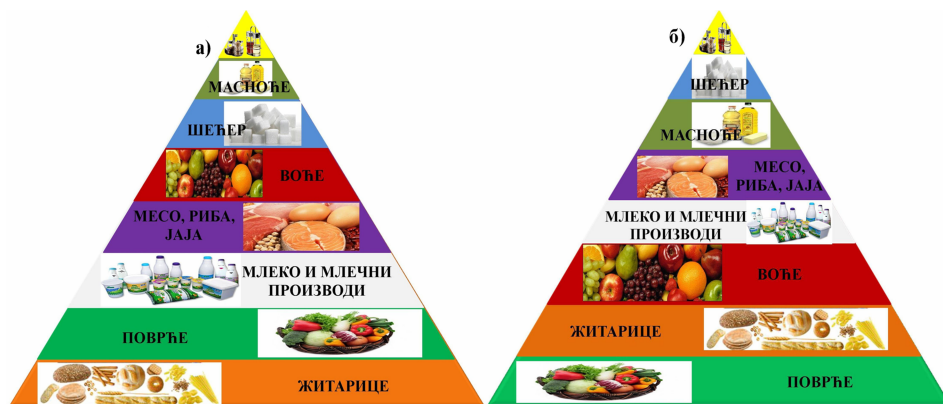 а)
МАСНОЋЕ
ШЕЋЕР
ВОЋЕ
МЕСО, РИБА,
ЈАЈА
МЛЕКО И МЛЕЧНИ
ПРОИЗВОДИ
ПОВРЋЕ
ЖИТАРИЦЕ
б)
ШЕЋЕР
МАСНОЋЕ
МЕСО,
РИБА, ЈАЈА
МЛЕКО И МЛЕЧНИ
ПРОИЗВОДИ
ВОЋЕ
ЖИТАРИЦЕ
ПОВРЋЕ